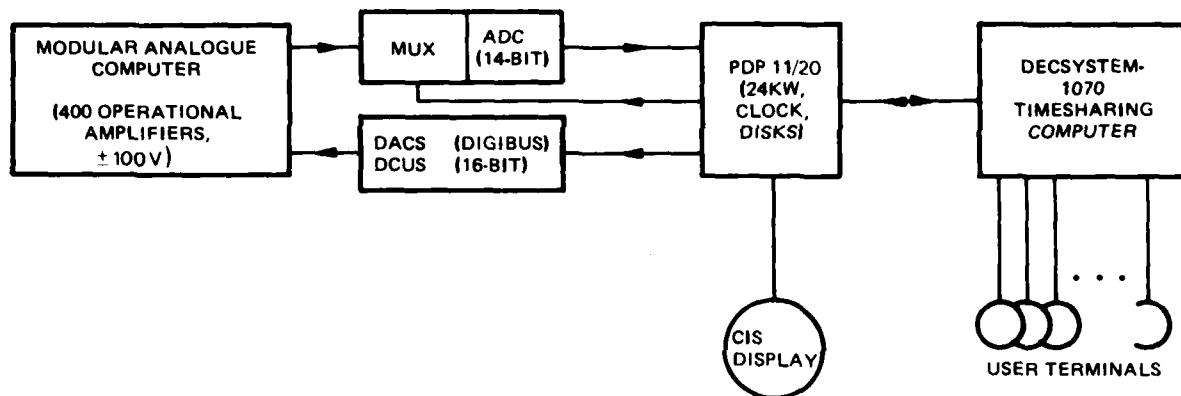 MODULAR ANALOGUE
COMPUTER
(400 OPERATIONAL
AMPLIFIERS,
± 100 V)
MUX
ADC
(14-BIT)
DACS (DIGIBUS)
DCUS (16-BIT)
PDP 11/20
(24KW,
CLOCK,
DISKS)
DECSYSTEM-
1070
TIMESHARING
COMPUTER
CIS
DISPLAY
. . .
USER TERMINALS